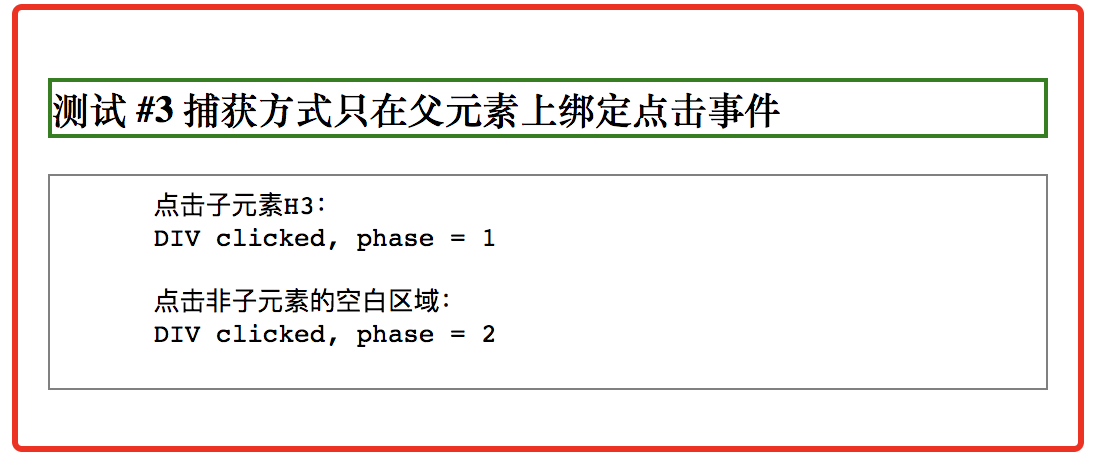 测试 #3 捕获方式只在父元素上绑定点击事件
点击子元素H3：
DIV clicked, phase = 1
点击非子元素的空白区域：
DIV clicked, phase = 2